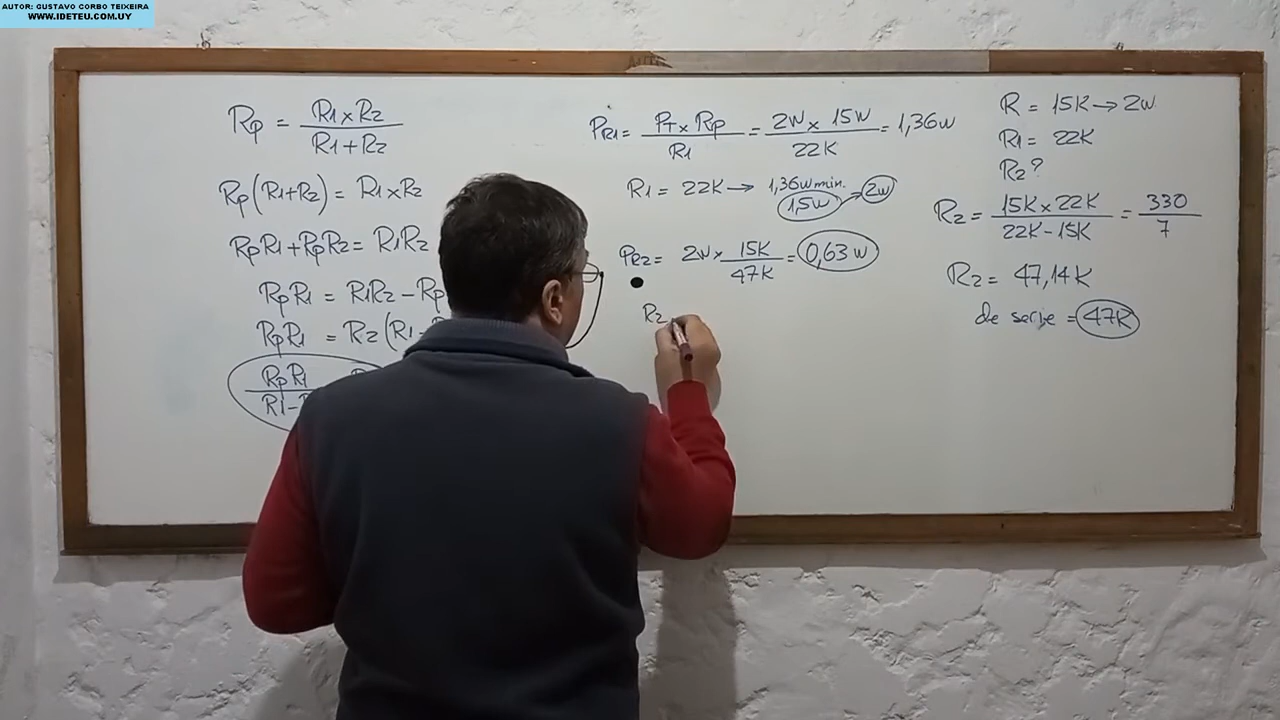 AUTOR: GUSTAVO CORBO TEIXEIRA
WWW.IDETEU.COM.UY
Rp = R1 x R2 / R1 + R2
Rp(R1+R2) = R1 x R2
RpR1 + RpR2 = R1R2
RpR1 = R1R2 - Rp
RpR1 = R2(R1 -
RpR1 / R1 -
PR1 = PT x Rp / R1 = 2W x 15W / 22K = 1,36W
R1 = 22K → 1,36W min.
1,5W → 2W
PR2 = 2W x 15K / 47K = 0,63W
R2
R = 15K → 2W
R1 = 22K
R2?
R2 = 15K x 22K / 22K - 15K = 330 / 7
R2 = 47,14K
de serie = 47K